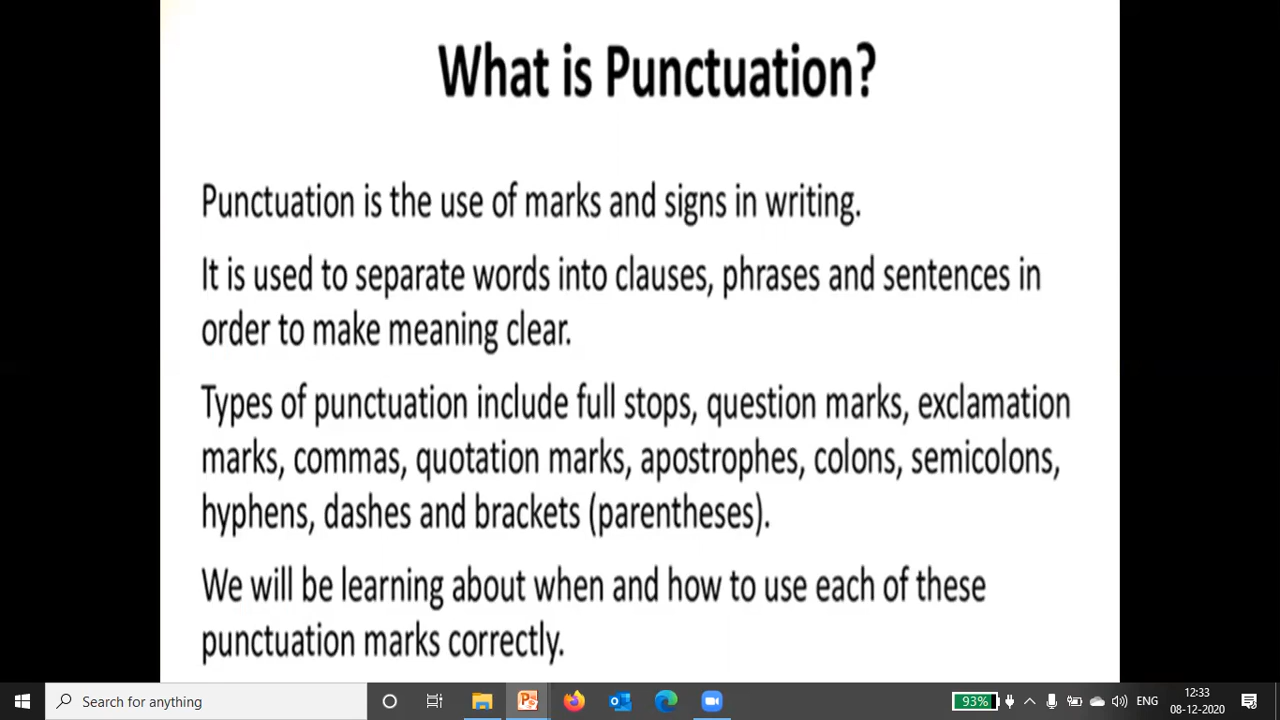 What is Punctuation?
Punctuation is the use of marks and signs in writing.
It is used to separate words into clauses, phrases and sentences in
order to make meaning clear.
Types of punctuation include full stops, question marks, exclamation
marks, commas, quotation marks, apostrophes, colons, semicolons,
hyphens, dashes and brackets (parentheses).
We will be learning about when and how to use each of these
punctuation marks correctly.
Search for anything
93%
ENG
12:33
08-12-2020